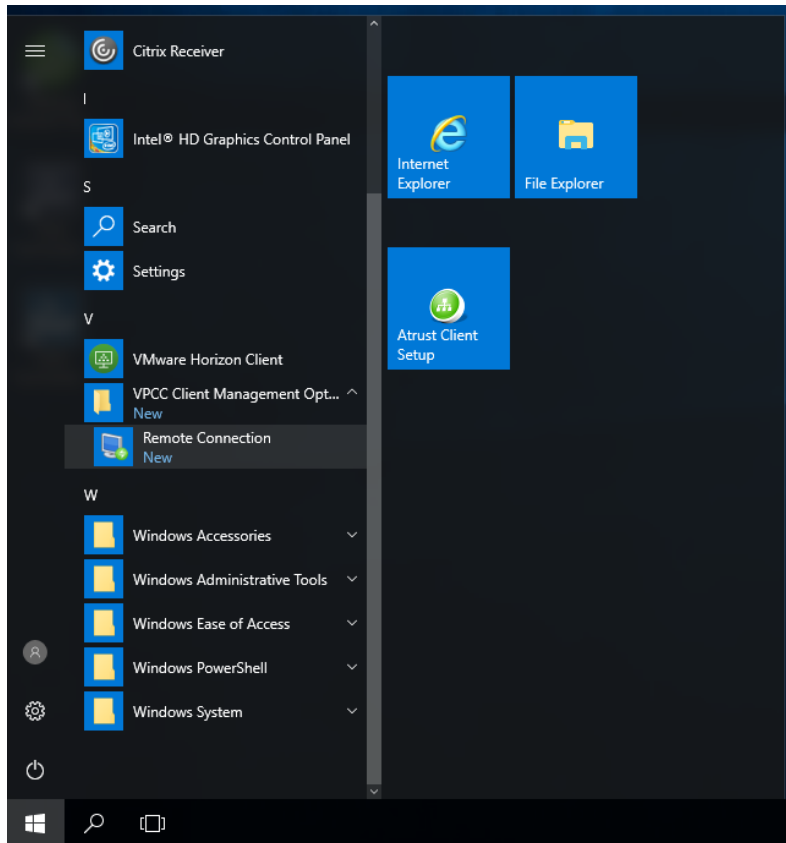 Citrix Receiver
I
Intel® HD Graphics Control Panel
S
Search
Settings
V
VMware Horizon Client
VPCC Client Management Opt...
New
Remote Connection
New
W
Windows Accessories
Windows Administrative Tools
Windows Ease of Access
Windows PowerShell
Windows System
Internet
Explorer
File Explorer
Atrust Client
Setup